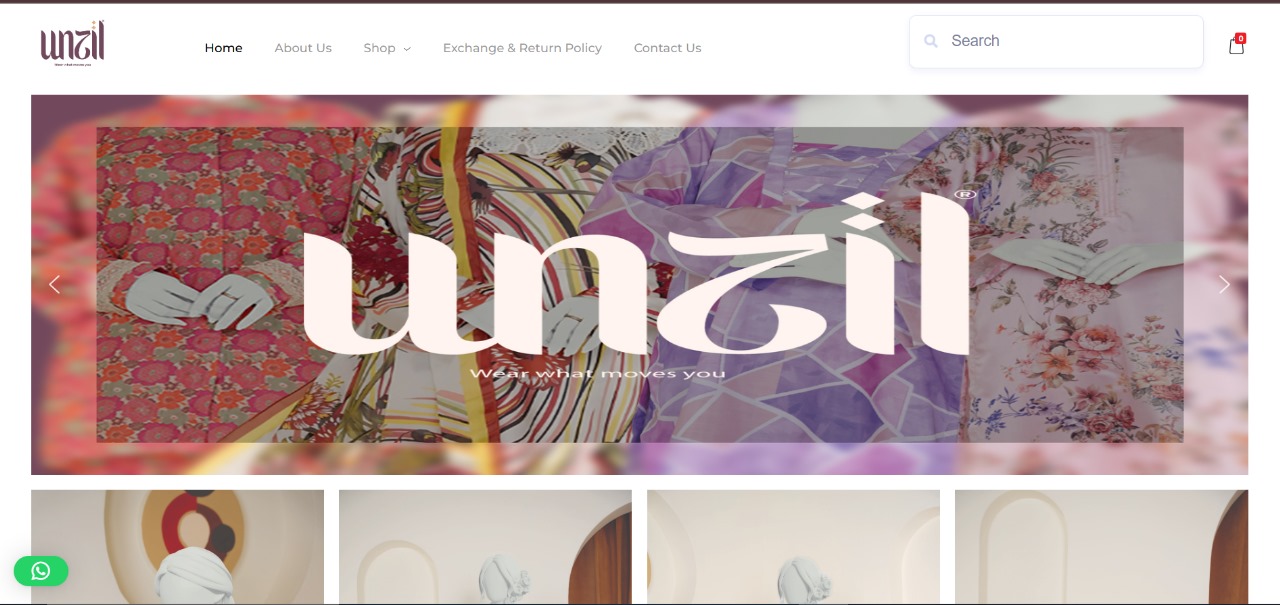 unzil
Wear what moves you
Home
About Us
Shop
Exchange & Return Policy
Contact Us
Search
0
unzil®
Wear what moves you